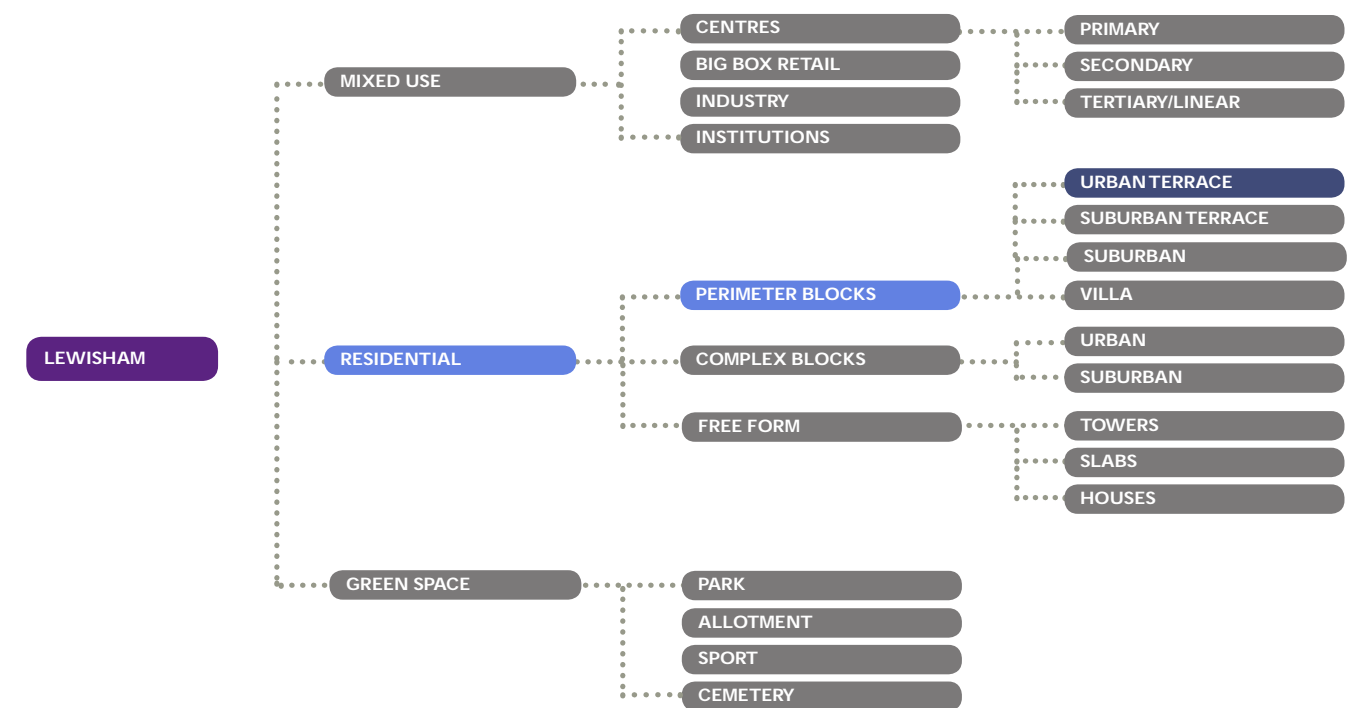 CENTRES
PRIMARY
BIG BOX RETAIL
SECONDARY
MIXED USE
INDUSTRY
TERTIARY/LINEAR
INSTITUTIONS
URBAN TERRACE
SUBURBAN TERRACE
SUBURBAN
PERIMETER BLOCKS
VILLA
LEWISHAM
RESIDENTIAL
COMPLEX BLOCKS
URBAN
SUBURBAN
FREE FORM
TOWERS
SLABS
HOUSES
GREEN SPACE
PARK
ALLOTMENT
SPORT
CEMETERY